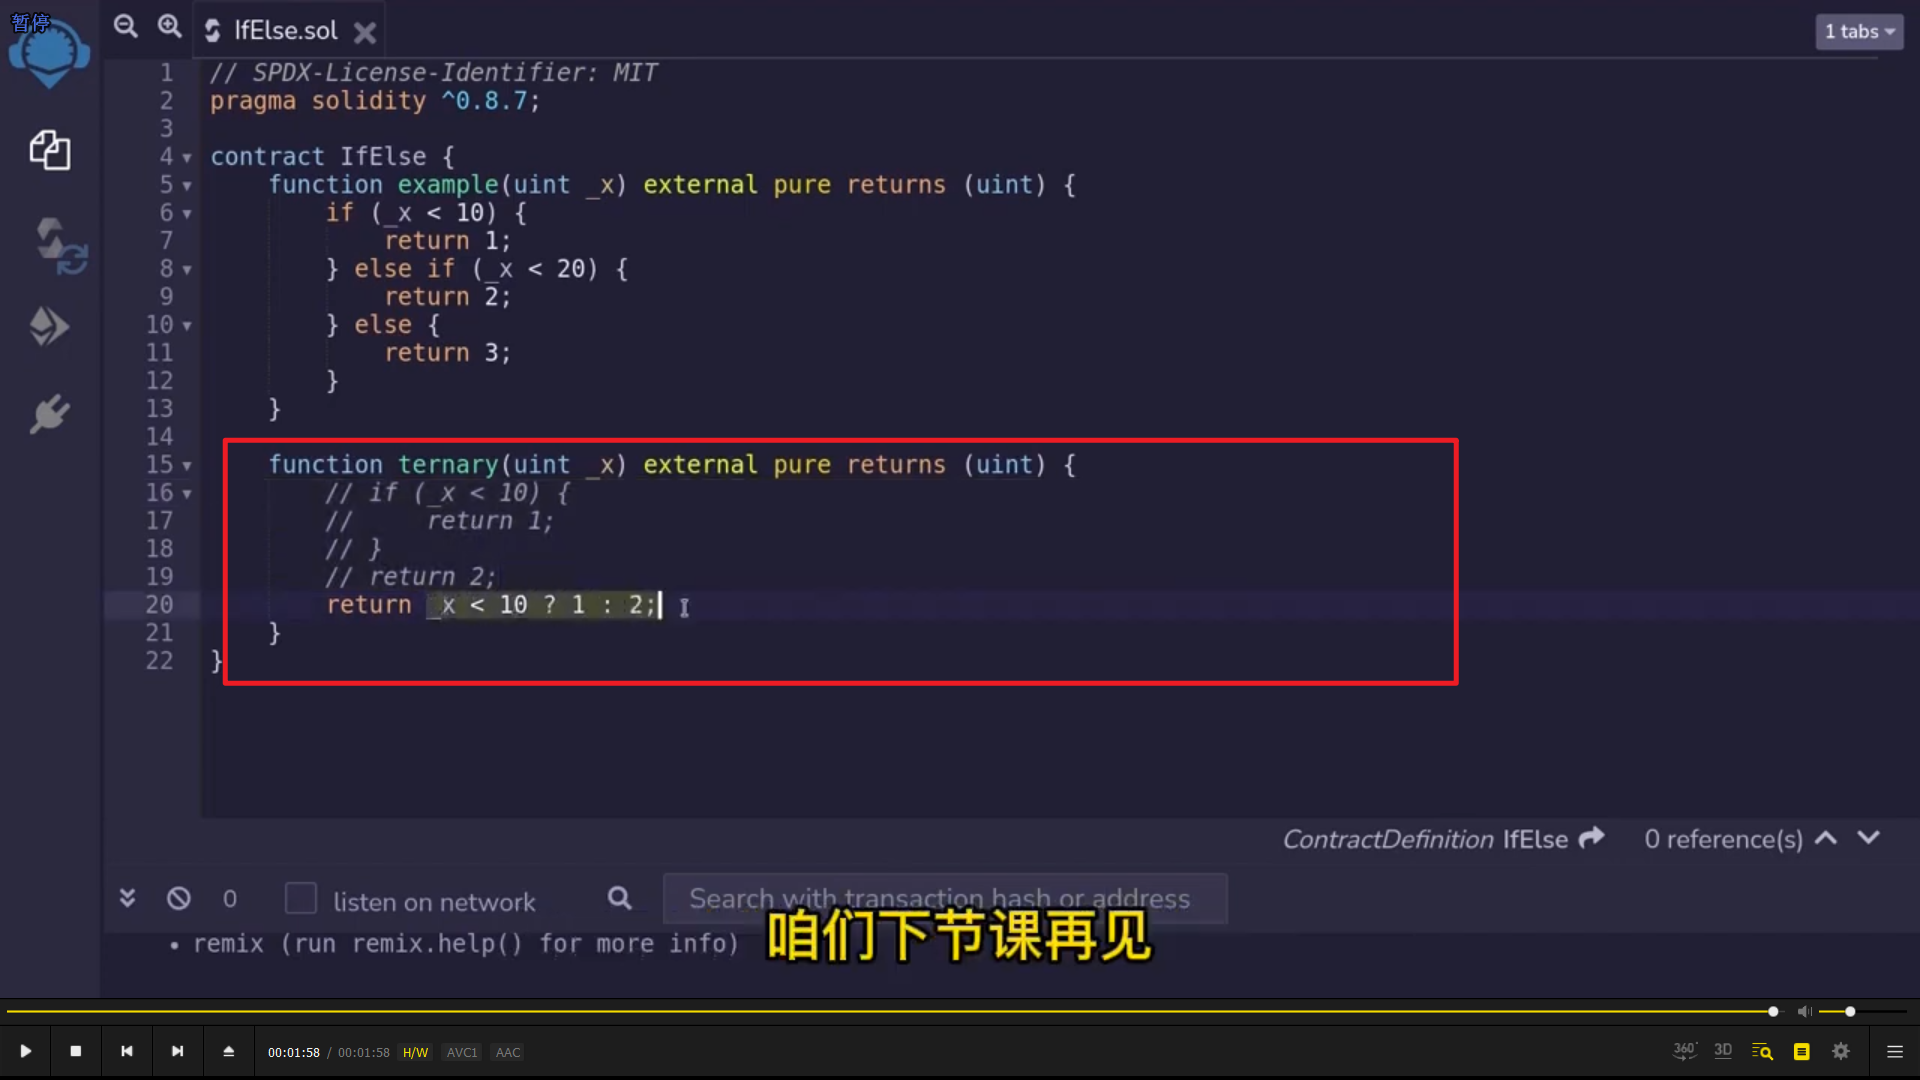 暂停
IfElse.sol
1 tabs
1 // SPDX-License-Identifier: MIT
2 pragma solidity ^0.8.7;
3
4 contract IfElse {
5 function example(uint _x) external pure returns (uint) {
6 if (_x < 10) {
7 return 1;
8 } else if (_x < 20) {
9 return 2;
10 } else {
11 return 3;
12 }
13 }
14
15 function ternary(uint _x) external pure returns (uint) {
16 // if (_x < 10) {
17 // return 1;
18 // }
19 // return 2;
20 return _x < 10 ? 1 : 2;
21 }
22 }
ContractDefinition IfElse 0 reference(s)
0 listen on network Search with transaction hash or address
• remix (run remix.help() for more info)
咱们下节课再见
00:01:58 / 00:01:58 H/W AVC1 AAC 360° 3D